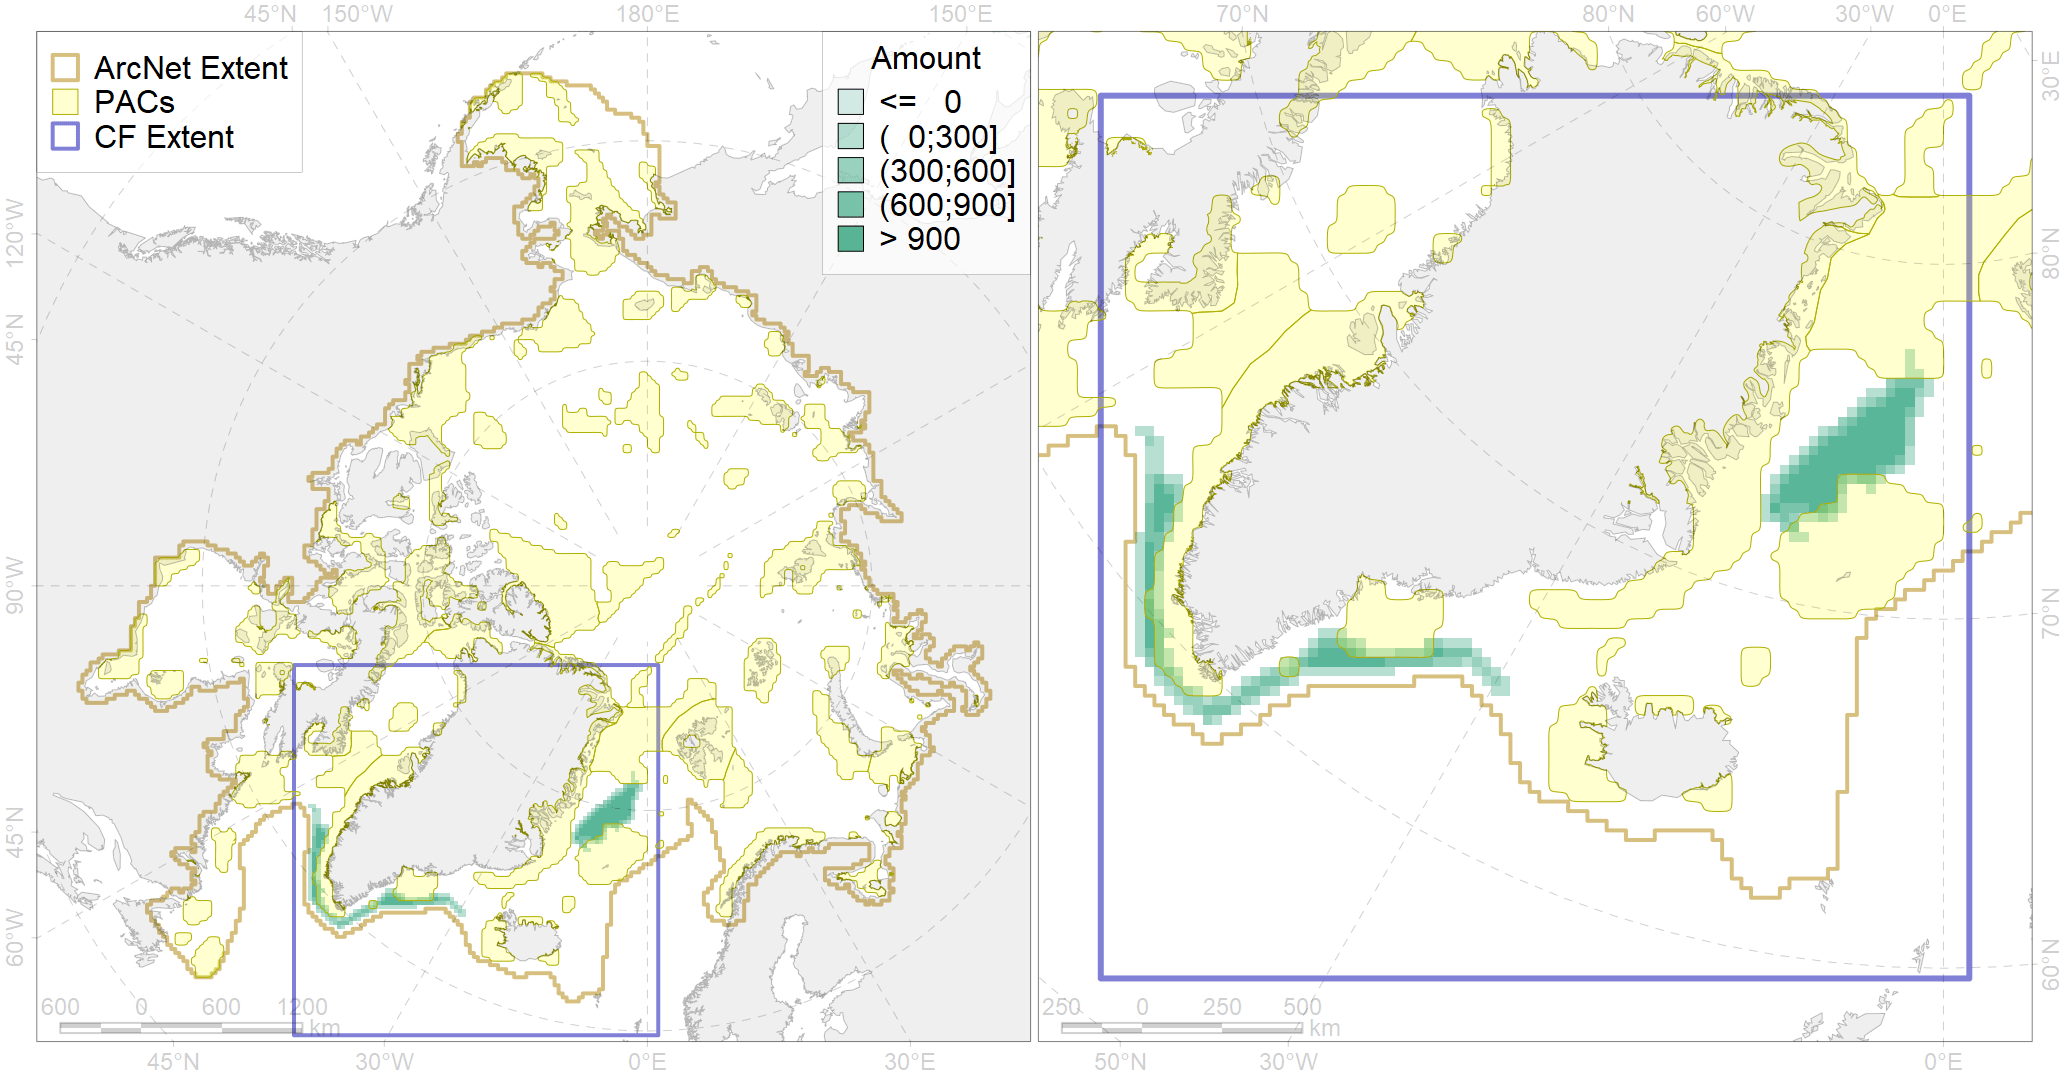 45°N 150°W 180°E 150°E 70°N 80°N 60°W 30°W 0°E
ArcNet Extent
PACs
CF Extent
Amount
<= 0
( 0;300]
(300;600]
(600;900]
> 900
120°W
45°N
90°W
45°N
60°W
30°E
80°N
70°N
60°N
600 0 600 1200
km
250 0 250 500
km
45°N 30°W 0°E 30°E 50°N 30°W 0°E